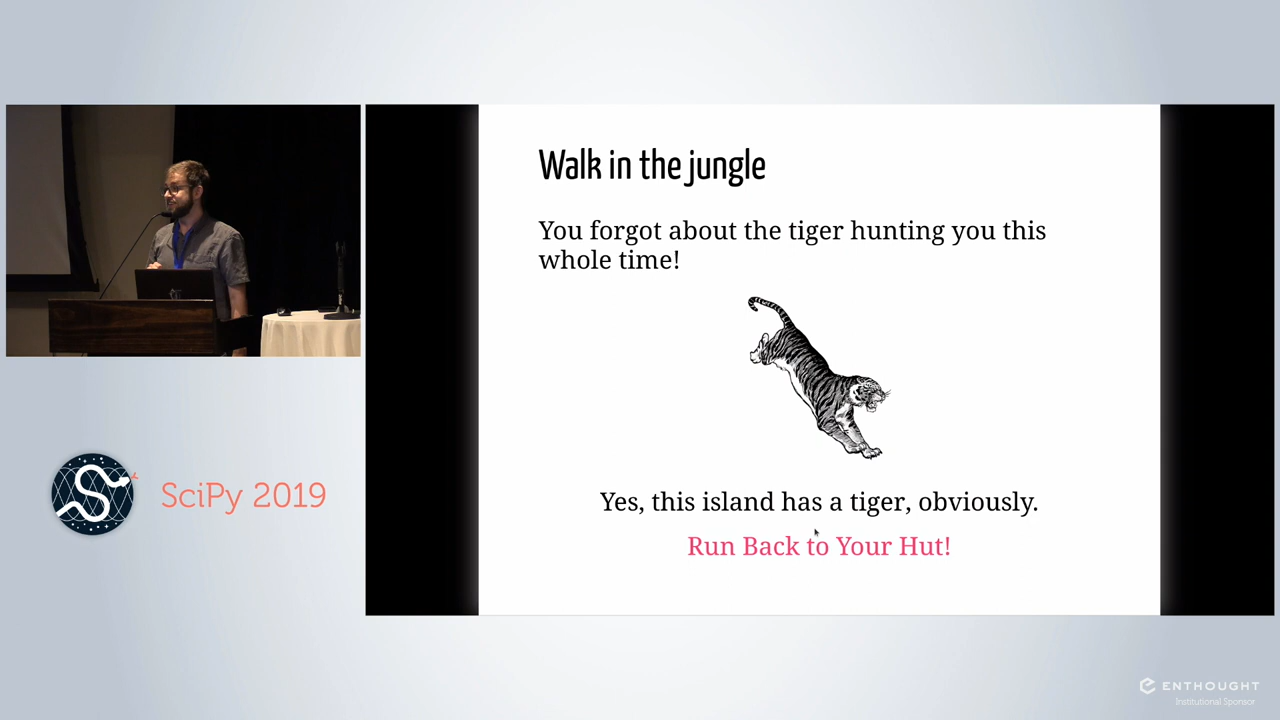 Walk in the jungle
You forgot about the tiger hunting you this
whole time!
Yes, this island has a tiger, obviously.
Run Back to Your Hut!
SciPy 2019
ENTHOUGHT
Institutional Sponsor